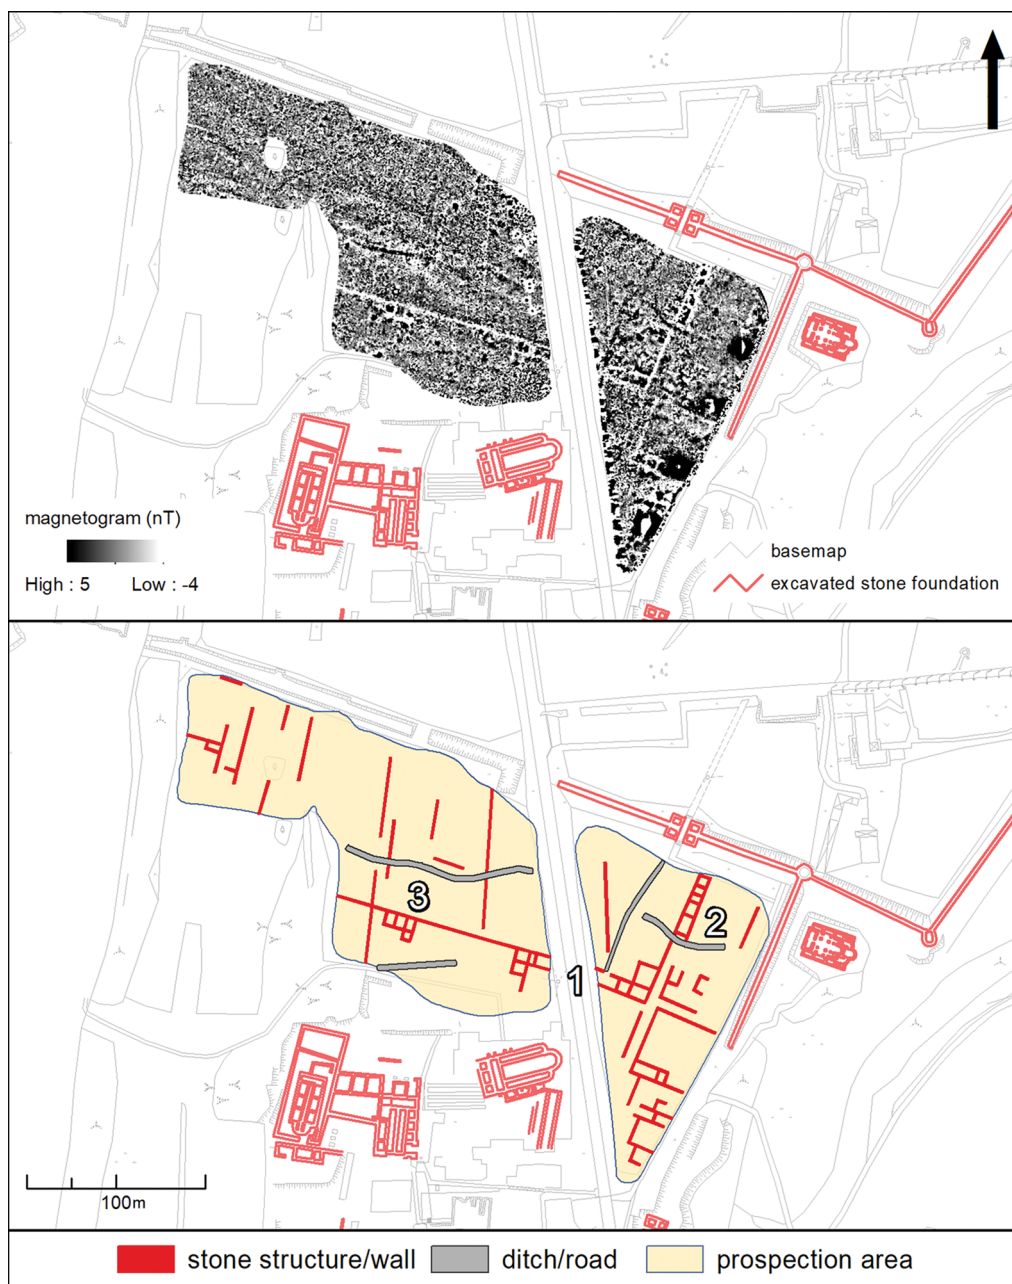 magnetogram (nT)
High : 5 Low : -4
basemap
excavated stone foundation
3
2
1
100m
stone structure/wall
ditch/road
prospection area